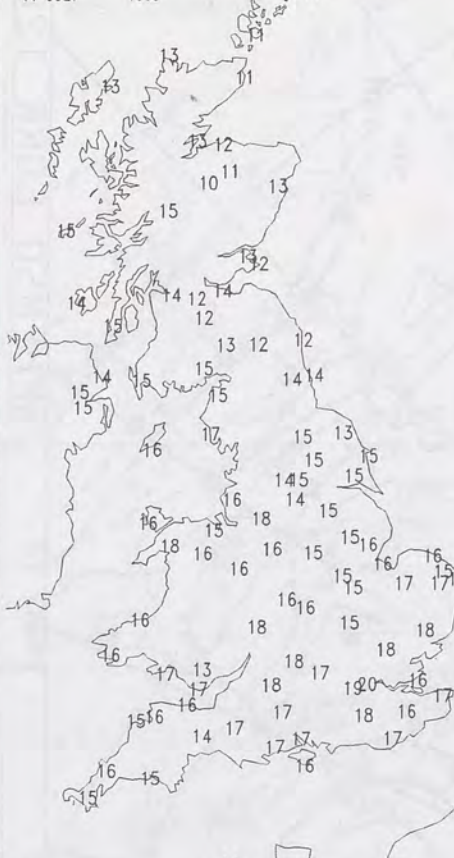 11
13
11
13
13 12
11
10 13
15
15
13
12
14 14 12 14
15 12
13 12 12
14 15 15 14 14
15 15
15
17 15 13
16 15 15
14 15 15
16 14
16 18 15
15
18 16 16 15 15 16
16 16 16 15
15 17 17
15
16 16
16 18 15 18
16 18
17 13 18 17
17 18 19 20 16 17
16 17 18 16
15 16
14 17 17 17 17
16 16
15 15